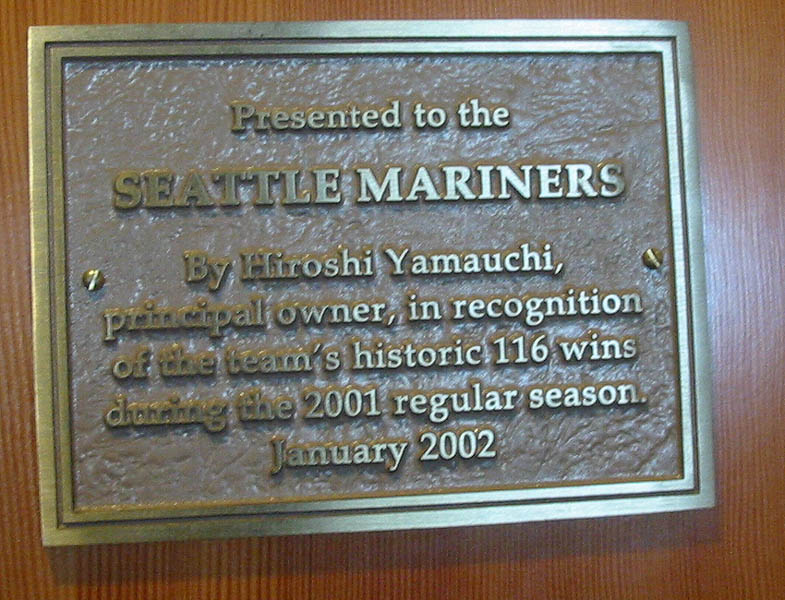 Presented to the
SEATTLE MARINERS
By Hiroshi Yamauchi,
principal owner, in recognition
of the team's historic 116 wins
during the 2001 regular season.
January 2002